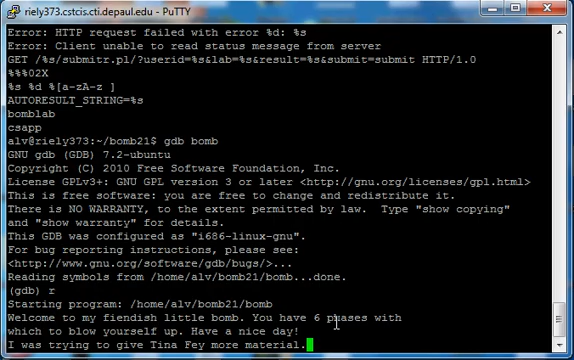 riely373.cstcis.cti.depaul.edu - PuTTY
Error: HTTP request failed with error %d: %s
Error: Client unable to read status message from server
GET /%s/submitr.pl/?userid=%s&lab=%s&result=%s&submit=submit HTTP/1.0
%%%02X
%s %d %[a-zA-z ]
AUTORESULT_STRING=%s
bomblab
csapp
alv@riely373:~/bomb21$ gdb bomb
GNU gdb (GDB) 7.2-ubuntu
Copyright (C) 2010 Free Software Foundation, Inc.
License GPLv3+: GNU GPL version 3 or later <http://gnu.org/licenses/gpl.html>
This is free software: you are free to change and redistribute it.
There is NO WARRANTY, to the extent permitted by law.  Type "show copying"
and "show warranty" for details.
This GDB was configured as "i686-linux-gnu".
For bug reporting instructions, please see:
<http://www.gnu.org/software/gdb/bugs/>...
Reading symbols from /home/alv/bomb21/bomb...done.
(gdb) r
Starting program: /home/alv/bomb21/bomb
Welcome to my fiendish little bomb. You have 6 phases with
which to blow yourself up. Have a nice day!
I was trying to give Tina Fey more material.